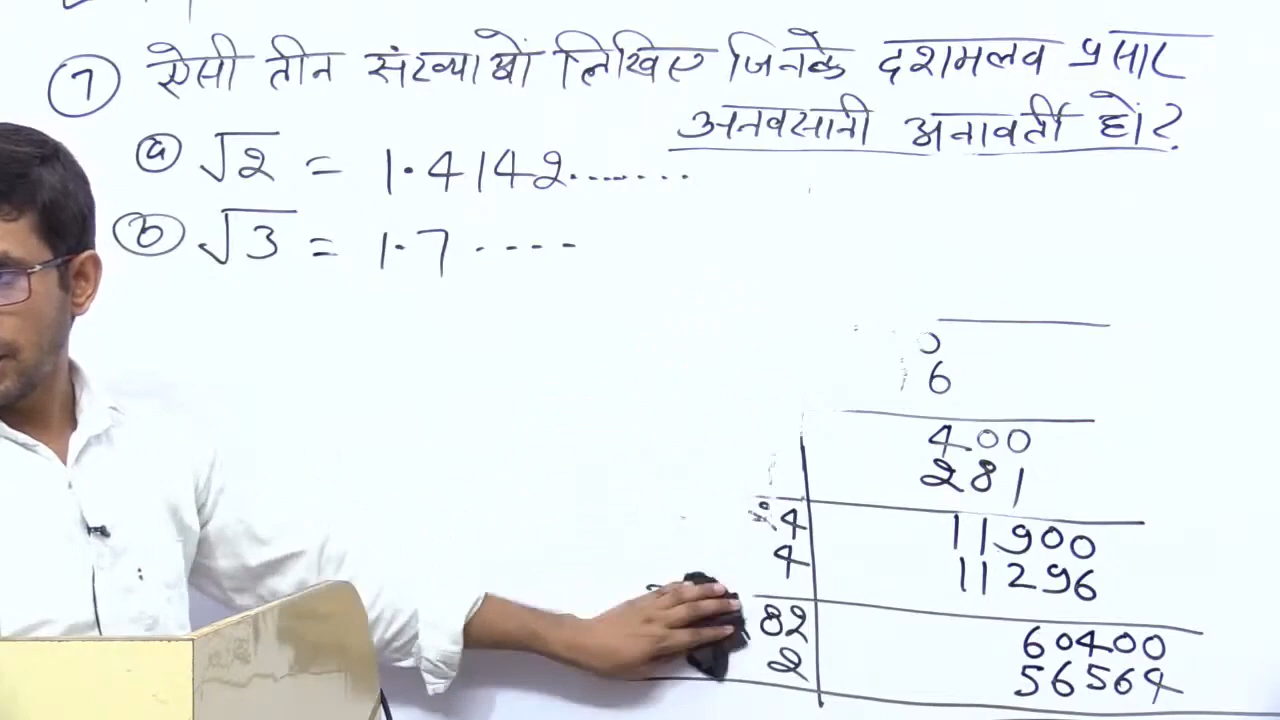 ⑦ ऐसी तीन संख्याओं लिखिए जिनके दशमलव प्रसार
अनवसानी अनावर्ती हों?
ⓐ √2 = 1.4142.......
ⓑ √3 = 1.7 ----
6
400
281
4 11900
4 11296
82 60400
2 56564